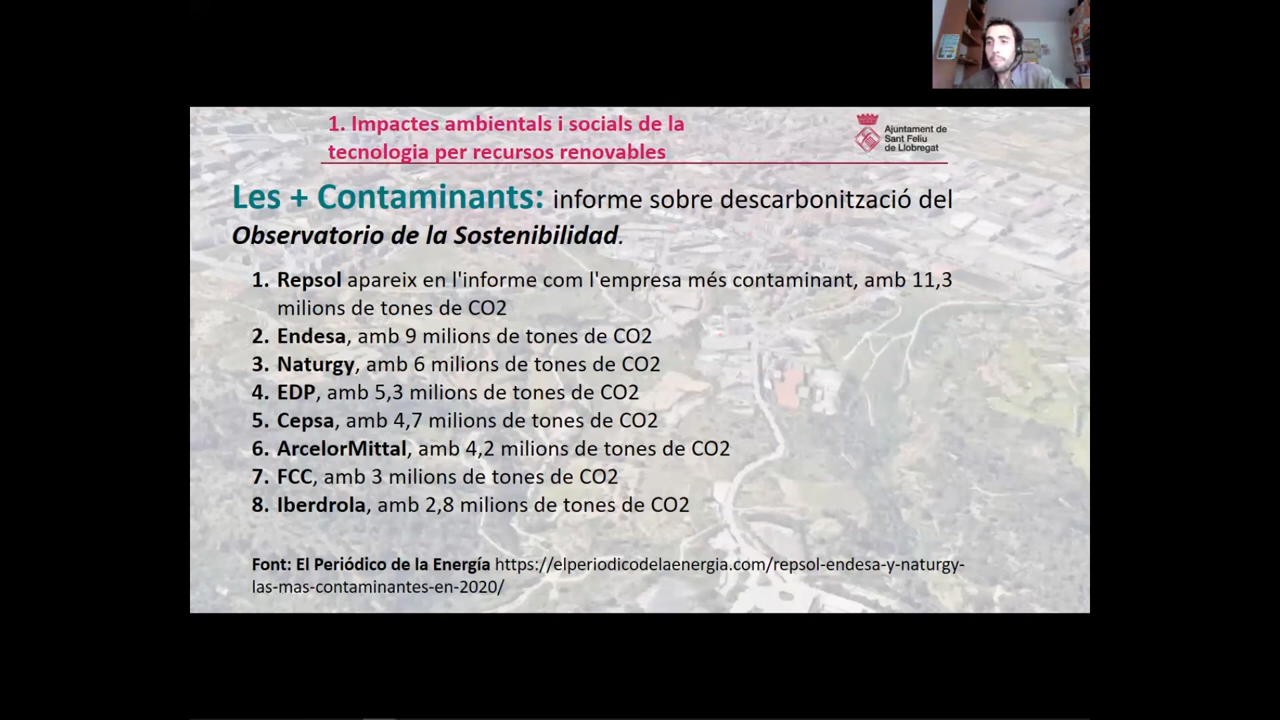 1. Impactes ambientals i socials de la
tecnologia per recursos renovables
Ajuntament de
Sant Feliu
de Llobregat
Les + Contaminants: informe sobre descarbonització del
Observatorio de la Sostenibilidad.
1. Repsol apareix en l'informe com l'empresa més contaminant, amb 11,3
milions de tones de CO2
2. Endesa, amb 9 milions de tones de CO2
3. Naturgy, amb 6 milions de tones de CO2
4. EDP, amb 5,3 milions de tones de CO2
5. Cepsa, amb 4,7 milions de tones de CO2
6. ArcelorMittal, amb 4,2 milions de tones de CO2
7. FCC, amb 3 milions de tones de CO2
8. Iberdrola, amb 2,8 milions de tones de CO2
Font: El Periódico de la Energía https://elperiodicodelaenergia.com/repsol-endesa-y-naturgy-
las-mas-contaminantes-en-2020/